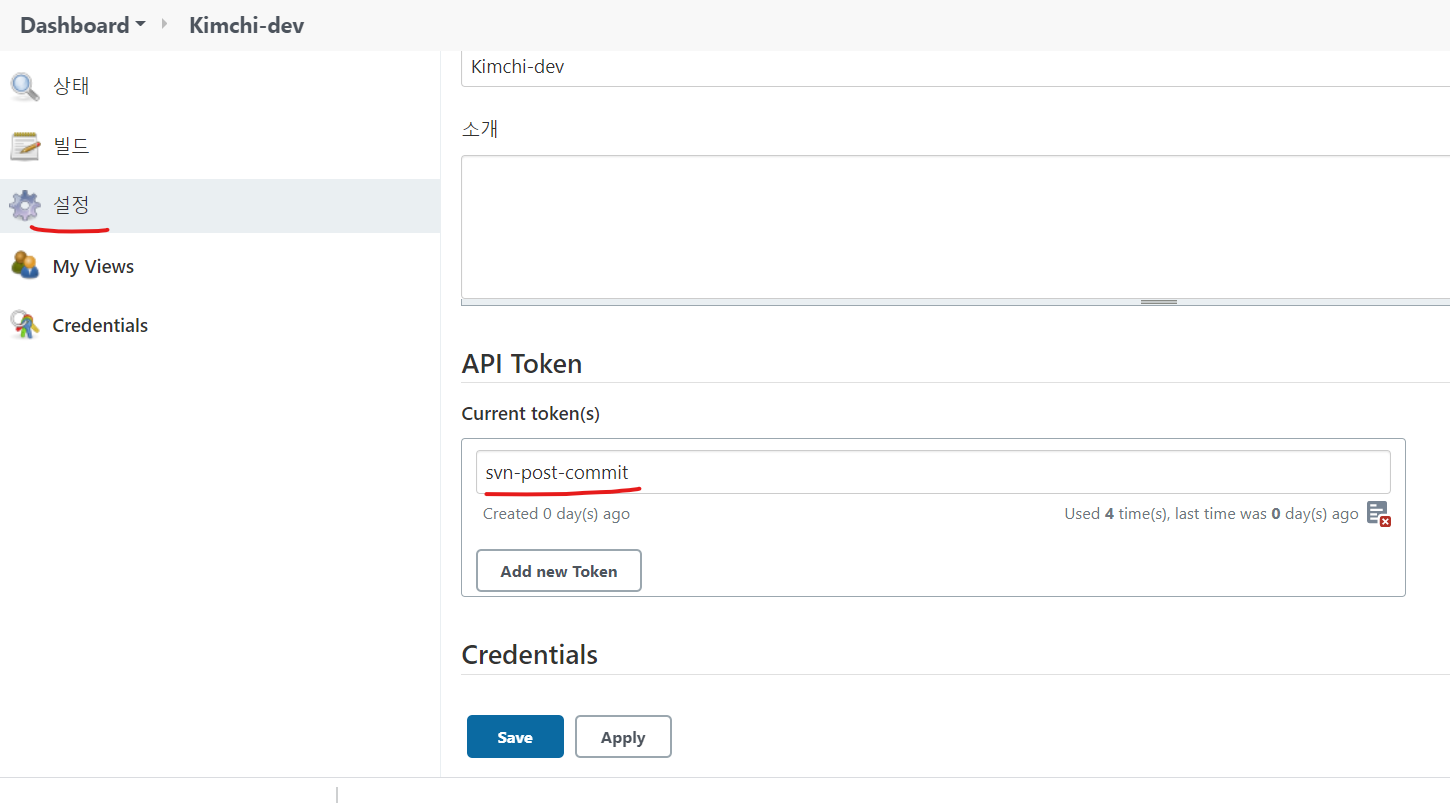 Dashboard Kimchi-dev
상태
빌드
설정
My Views
Credentials
Kimchi-dev
소개
API Token
Current token(s)
svn-post-commit
Created 0 day(s) ago Used 4 time(s), last time was 0 day(s) ago
Add new Token
Credentials
Save Apply